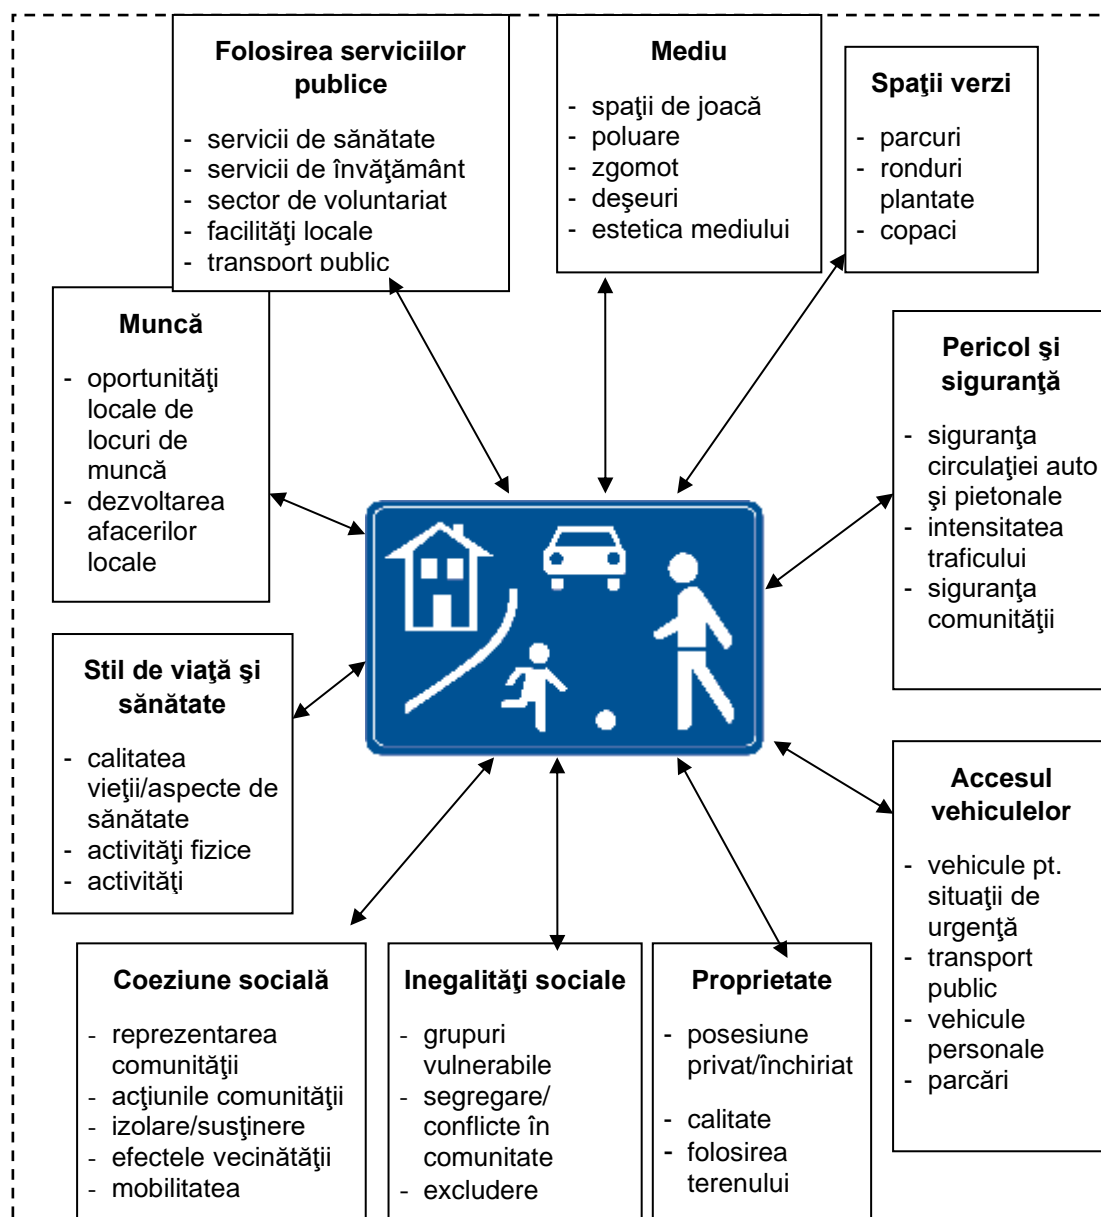 Folosirea serviciilor
publice
- servicii de sănătate
- servicii de învăţământ
- sector de voluntariat
- facilităţi locale
- transport public
Mediu
- spaţii de joacă
- poluare
- zgomot
- deşeuri
- estetica mediului
Spaţii verzi
- parcuri
- ronduri
plantate
- copaci
Muncă
- oportunităţi
locale de
locuri de
muncă
- dezvoltarea
afacerilor
locale
Pericol şi
siguranţă
- siguranţa
circulaţiei auto
şi pietonale
- intensitatea
traficului
- siguranţa
comunităţii
Stil de viaţă şi
sănătate
- calitatea
vieţii/aspecte de
sănătate
- activităţi fizice
- activităţi
Accesul
vehiculelor
- vehicule pt.
situaţii de
urgenţă
- transport
public
- vehicule
personale
- parcări
Coeziune socială
- reprezentarea
comunităţii
- acţiunile comunităţii
- izolare/susţinere
- efectele vecinătăţii
- mobilitatea
Inegalităţi sociale
- grupuri
vulnerabile
- segregare/
conflicte în
comunitate
- excludere
Proprietate
- posesiune
privat/închiriat
- calitate
- folosirea
terenului